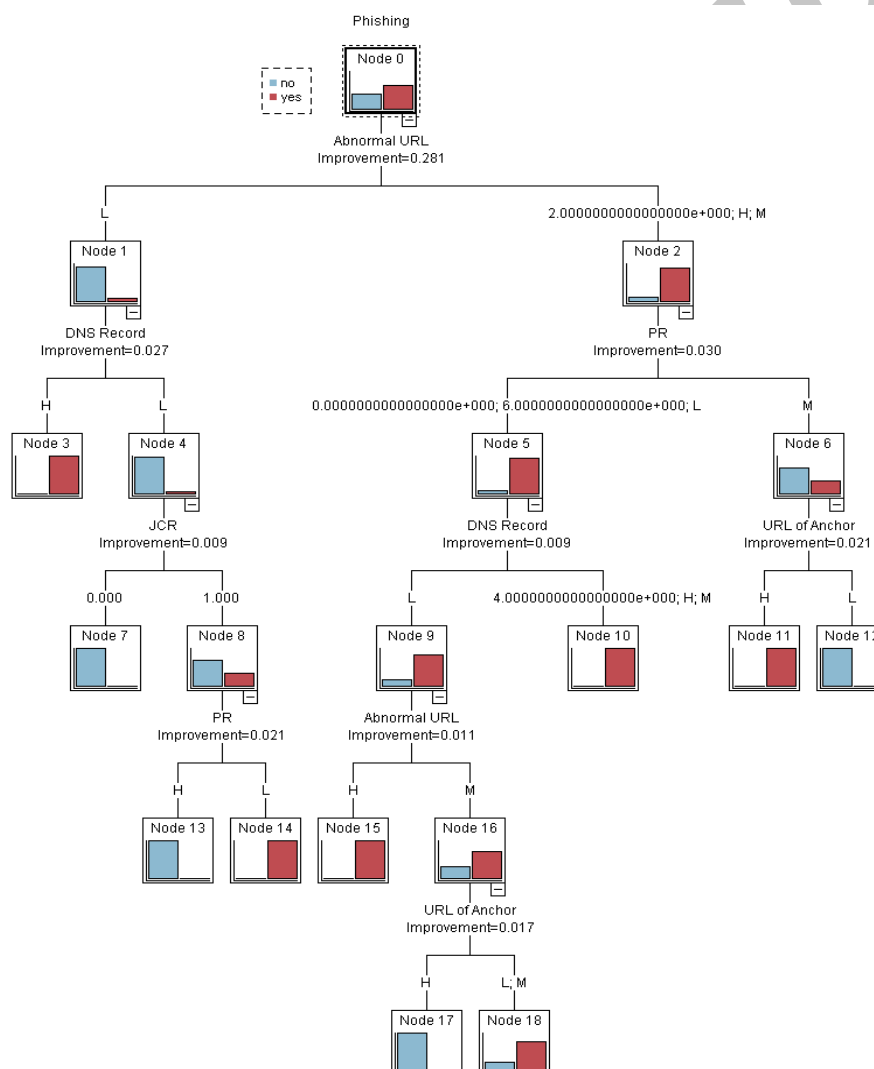 Phishing
Node 0
no
yes
Abnormal URL
Improvement=0.281
L
2.0000000000000000e+000; H; M
Node 1
Node 2
DNS Record
Improvement=0.027
PR
Improvement=0.030
H
L
0.0000000000000000e+000; 6.0000000000000000e+000; L
M
Node 3
Node 4
Node 5
Node 6
JCR
Improvement=0.009
DNS Record
Improvement=0.009
URL of Anchor
Improvement=0.021
0.000
1.000
L
4.0000000000000000e+000; H; M
H
L
Node 7
Node 8
Node 9
Node 10
Node 11
Node 12
PR
Improvement=0.021
Abnormal URL
Improvement=0.011
H
L
H
M
Node 13
Node 14
Node 15
Node 16
URL of Anchor
Improvement=0.017
H
L; M
Node 17
Node 18